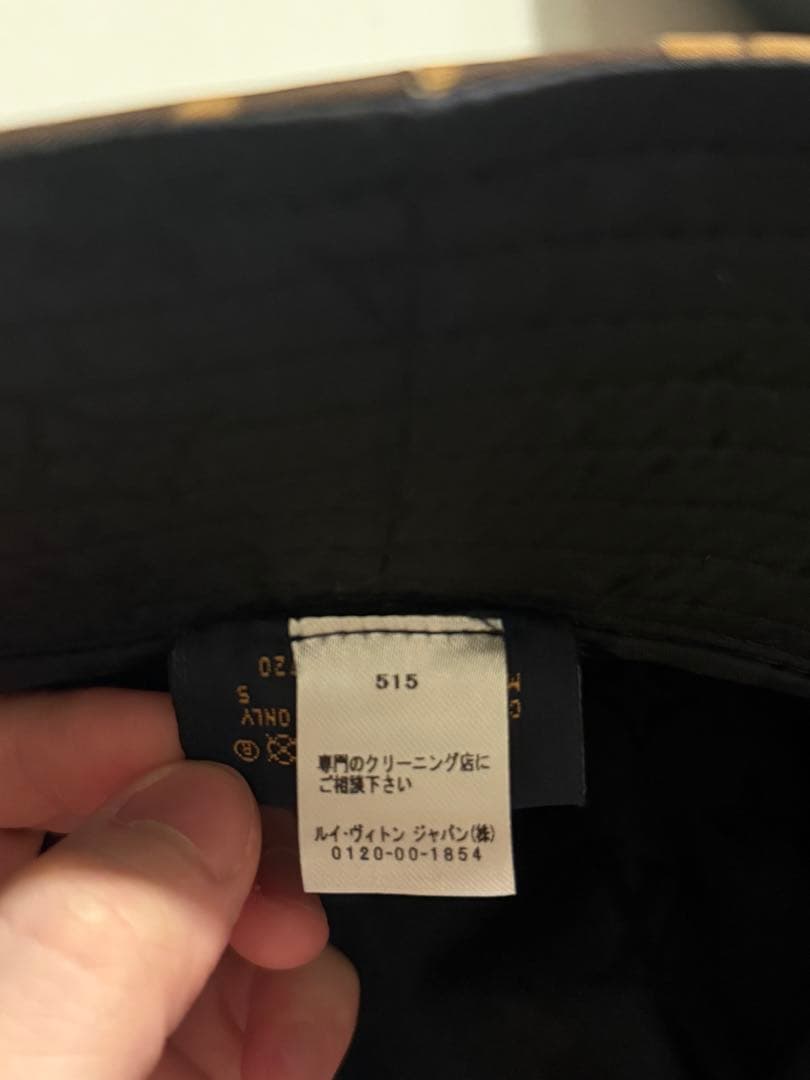 515
専門のクリーニング店に
ご相談下さい
ルイ・ヴィトン ジャパン(株)
0120-00-1854
ONLY
S
®